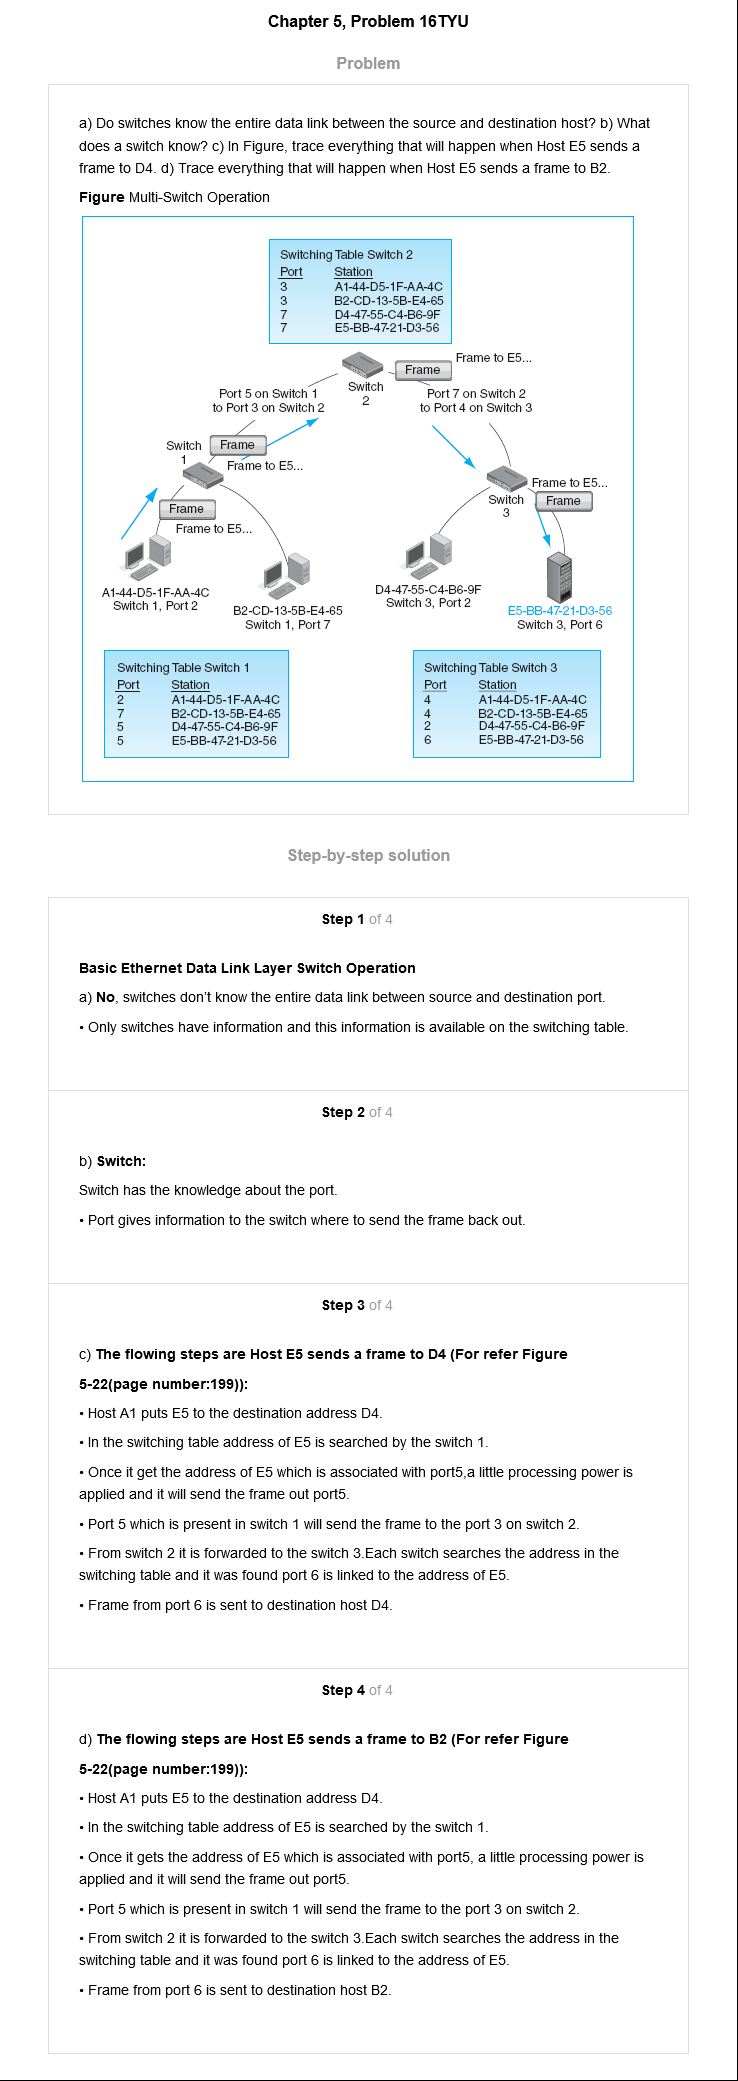 Chapter 5, Problem 16TYU
Problem
a) Do switches know the entire data link between the source and destination host? b) What
does a switch know? c) In Figure, trace everything that will happen when Host E5 sends a
frame to D4. d) Trace everything that will happen when Host E5 sends a frame to B2.
Figure Multi-Switch Operation
Switching Table Switch 2
Port Station
3 A1-44-D5-1F-AA-4C
3 B2-CD-13-5B-E4-65
7 D4-47-55-C4-B6-9F
7 E5-BB-47-21-D3-56
Frame to E5...
Frame
Switch
2
Port 5 on Switch 1
to Port 3 on Switch 2
Port 7 on Switch 2
to Port 4 on Switch 3
Switch
1
Frame
Frame to E5...
Frame
Frame to E5...
Switch
3
Frame to E5...
Frame
A1-44-D5-1F-AA-4C
Switch 1, Port 2
B2-CD-13-5B-E4-65
Switch 1, Port 7
D4-47-55-C4-B6-9F
Switch 3, Port 2
E5-BB-47-21-D3-56
Switch 3, Port 6
Switching Table Switch 1
Port Station
2 A1-44-D5-1F-AA-4C
7 B2-CD-13-5B-E4-65
5 D4-47-55-C4-B6-9F
5 E5-BB-47-21-D3-56
Switching Table Switch 3
Port Station
4 A1-44-D5-1F-AA-4C
4 B2-CD-13-5B-E4-65
2 D4-47-55-C4-B6-9F
6 E5-BB-47-21-D3-56
Step-by-step solution
Step 1 of 4
Basic Ethernet Data Link Layer Switch Operation
a) No, switches don't know the entire data link between source and destination port.
• Only switches have information and this information is available on the switching table.
Step 2 of 4
b) Switch:
Switch has the knowledge about the port.
• Port gives information to the switch where to send the frame back out.
Step 3 of 4
c) The flowing steps are Host E5 sends a frame to D4 (For refer Figure
5-22(page number:199)):
• Host A1 puts E5 to the destination address D4.
• In the switching table address of E5 is searched by the switch 1.
• Once it get the address of E5 which is associated with port5,a little processing power is
applied and it will send the frame out port5.
• Port 5 which is present in switch 1 will send the frame to the port 3 on switch 2.
• From switch 2 it is forwarded to the switch 3.Each switch searches the address in the
switching table and it was found port 6 is linked to the address of E5.
• Frame from port 6 is sent to destination host D4.
Step 4 of 4
d) The flowing steps are Host E5 sends a frame to B2 (For refer Figure
5-22(page number:199)):
• Host A1 puts E5 to the destination address D4.
• In the switching table address of E5 is searched by the switch 1.
• Once it gets the address of E5 which is associated with port5, a little processing power is
applied and it will send the frame out port5.
• Port 5 which is present in switch 1 will send the frame to the port 3 on switch 2.
• From switch 2 it is forwarded to the switch 3.Each switch searches the address in the
switching table and it was found port 6 is linked to the address of E5.
• Frame from port 6 is sent to destination host B2.